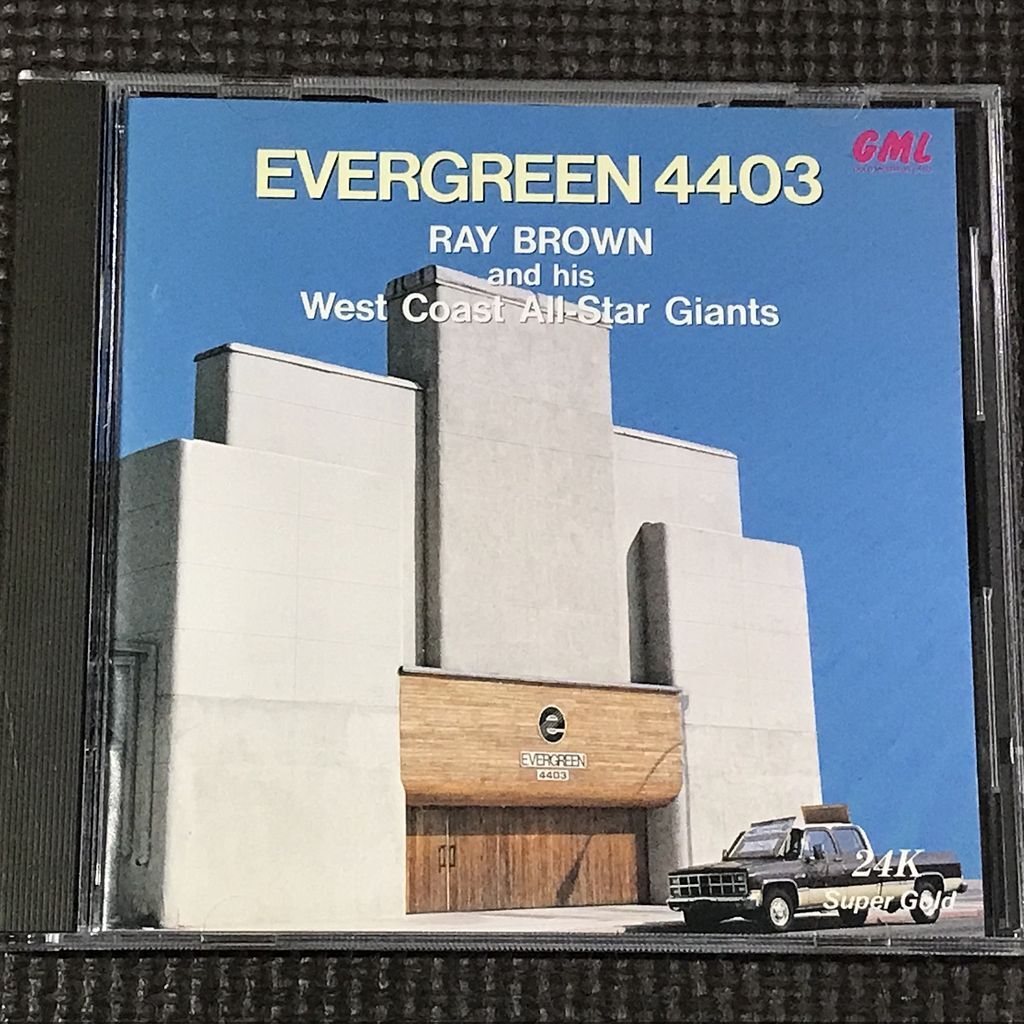 EVERGREEN 4403
GML
RAY BROWN
and his
West Coast All-Star Giants
e
EVERGREEN
4403
24K
Super Gold